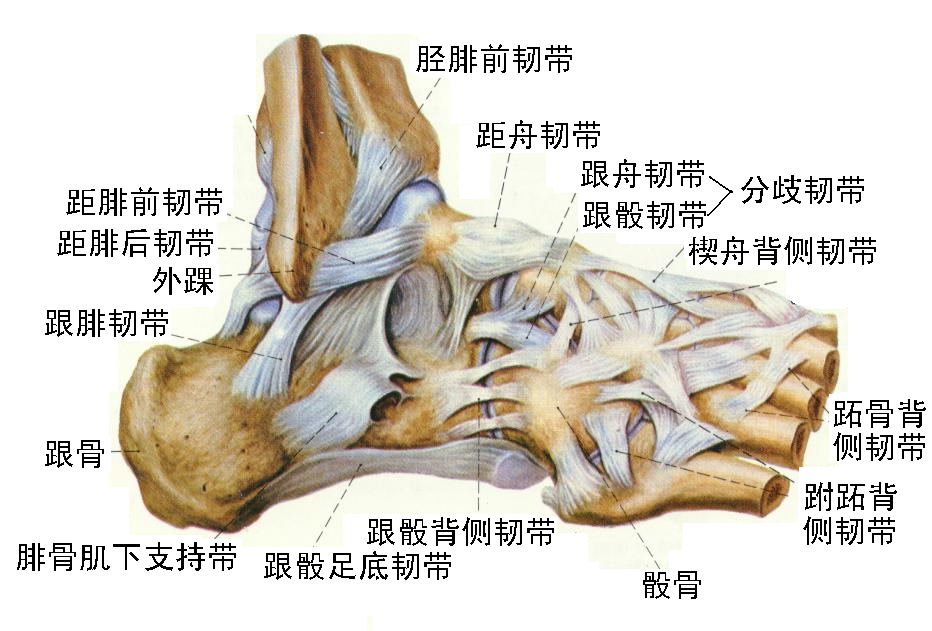 胫腓前韧带
距舟韧带
跟舟韧带
跟骰韧带
分歧韧带
楔舟背侧韧带
距腓前韧带
距腓后韧带
外踝
跟腓韧带
跟骨
腓骨肌下支持带
跟骰足底韧带
跟骰背侧韧带
骰骨
跗跖背
侧韧带
跖骨背
侧韧带